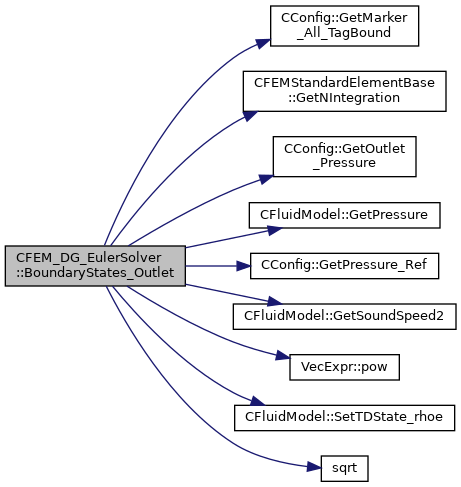 CConfig::GetMarker
_All_TagBound
CFEMStandardElementBase
::GetNIntegration
CConfig::GetOutlet
_Pressure
CFluidModel::GetPressure
CFEM_DG_EulerSolver
::BoundaryStates_Outlet
CConfig::GetPressure_Ref
CFluidModel::GetSoundSpeed2
VecExpr::pow
CFluidModel::SetTDState_rhoe
sqrt